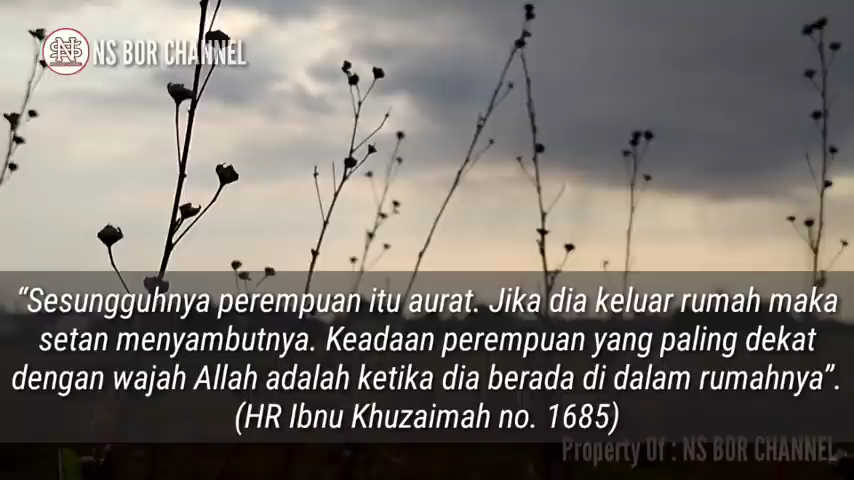 NS BOR CHANNEL
“Sesungguhnya perempuan itu aurat. Jika dia keluar rumah maka
setan menyambutnya. Keadaan perempuan yang paling dekat
dengan wajah Allah adalah ketika dia berada di dalam rumahnya”.
(HR Ibnu Khuzaimah no. 1685)
Property Of : NS BOR CHANNEL